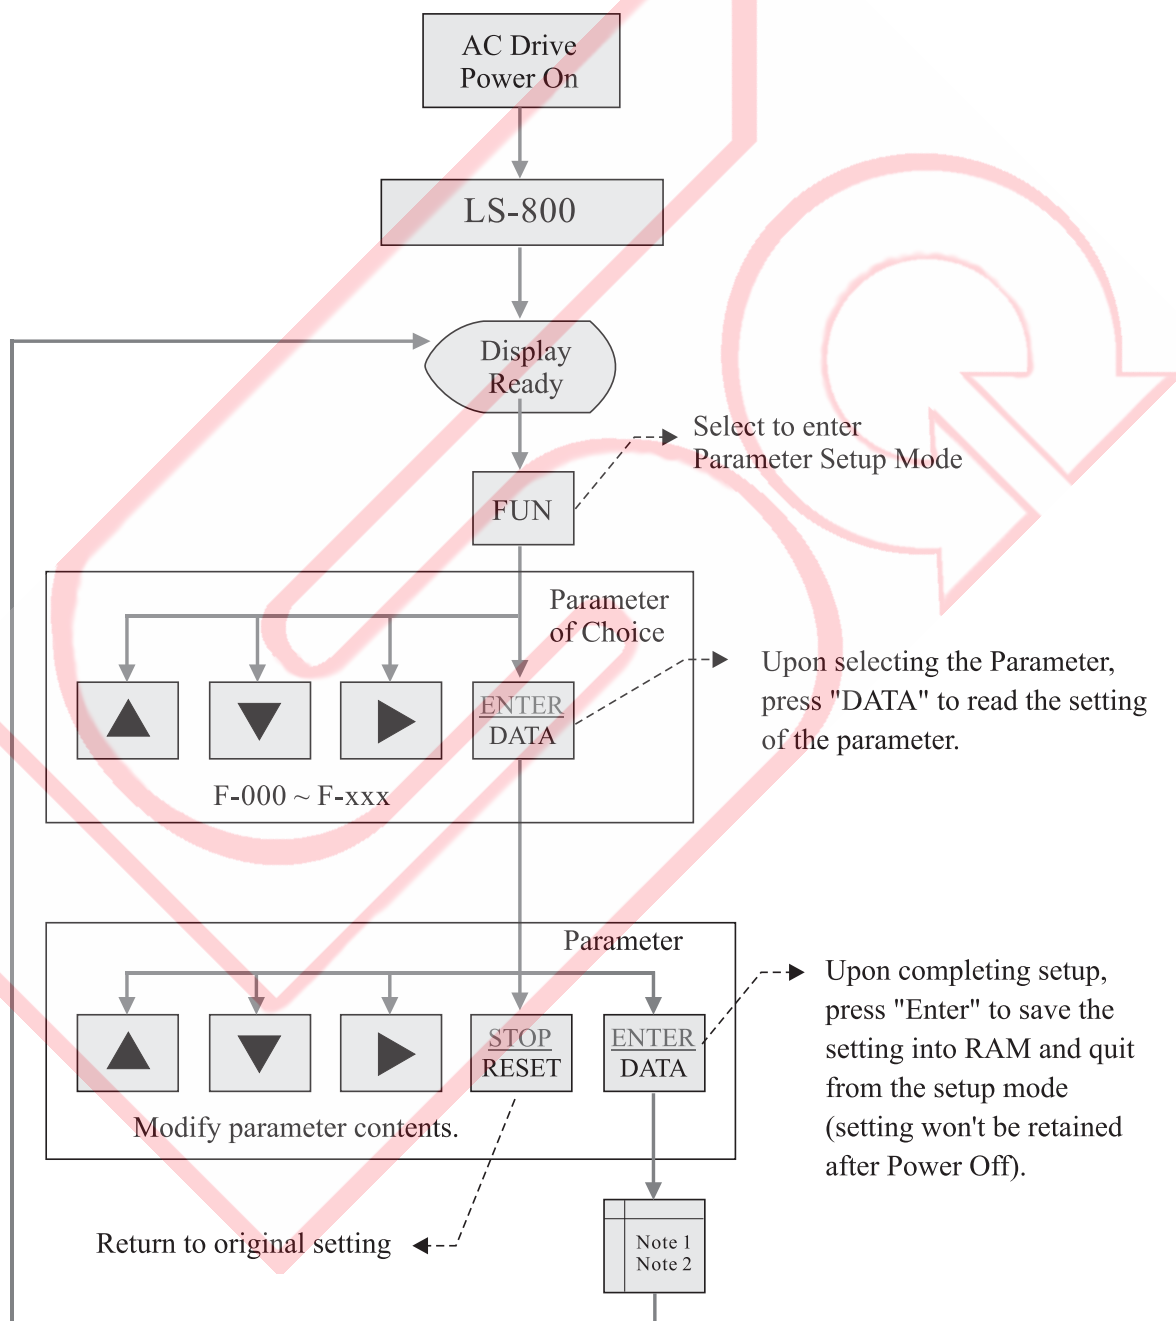 AC Drive
Power On
LS-800
Display
Ready
Select to enter
Parameter Setup Mode
FUN
Parameter
of Choice
ENTER
DATA
Upon selecting the Parameter,
press "DATA" to read the setting
of the parameter.
F-000 ~ F-xxx
Parameter
STOP
RESET
ENTER
DATA
Upon completing setup,
press "Enter" to save the
setting into RAM and quit
from the setup mode
(setting won't be retained
after Power Off).
Modify parameter contents.
Return to original setting
Note 1
Note 2